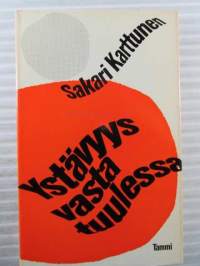 Sakari Karttunen
Ystävyys
vasta
tuulessa
Tammi